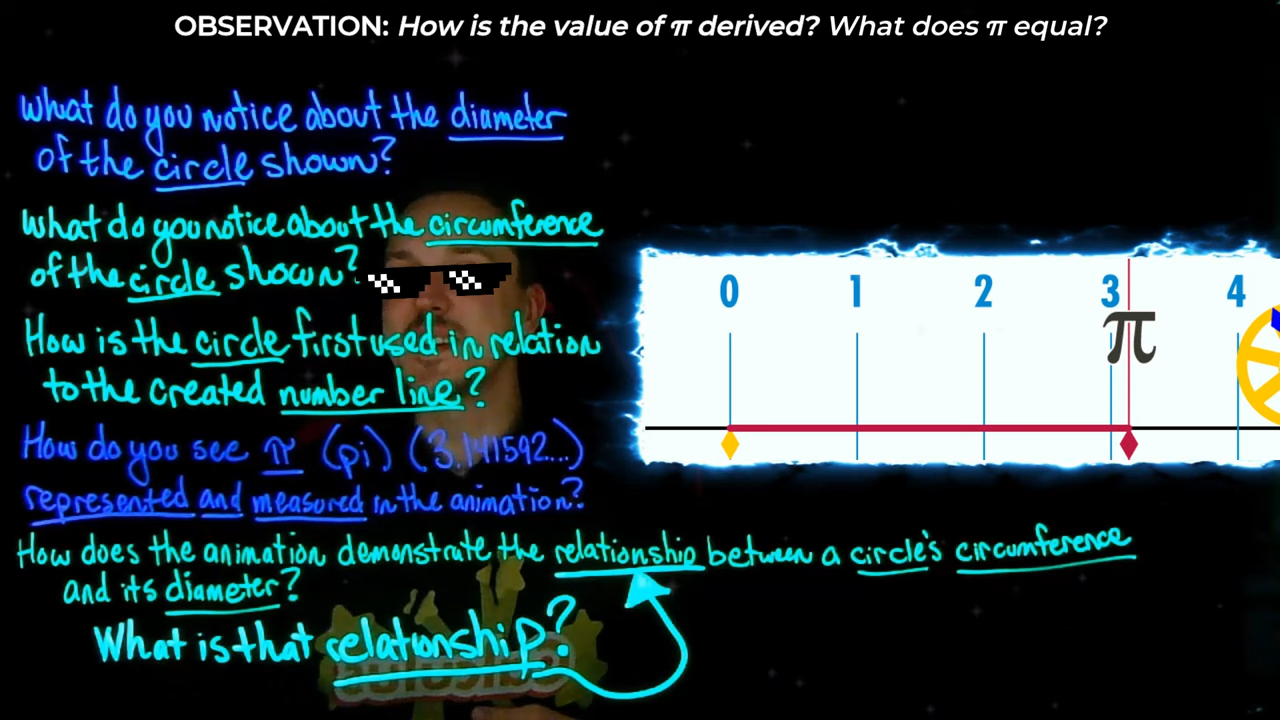 OBSERVATION: How is the value of π derived? What does π equal?
What do you notice about the diameter
of the circle shown?
What do you notice about the circumference
of the circle shown?
How is the circle first used in relation
to the created number line?
How do you see π (pi) (3.141592...)
represented and measured in the animation?
How does the animation demonstrate the relationship between a circle's circumference
and its diameter?
What is that relationship?
0 1 2 3 4
π